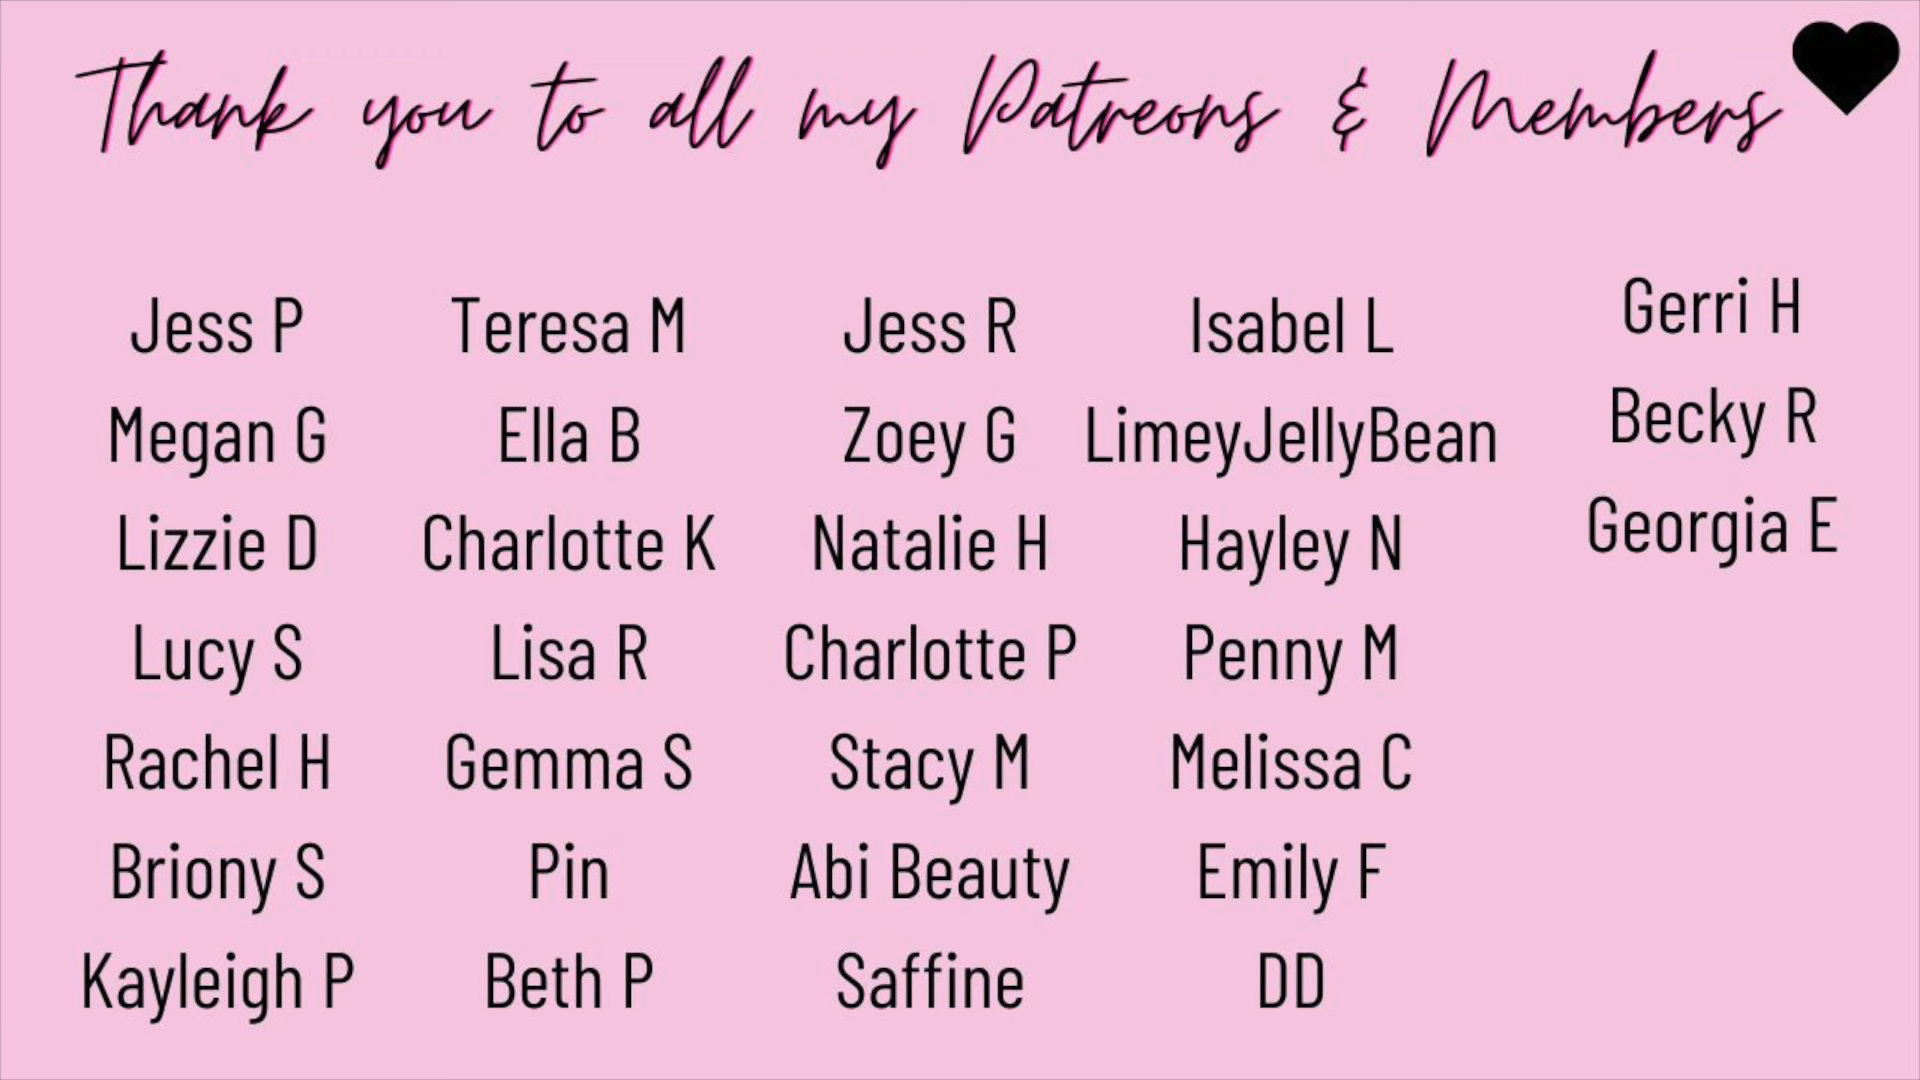 Thank you to all my Patreons & Members
Jess P
Megan G
Lizzie D
Lucy S
Rachel H
Briony S
Kayleigh P
Teresa M
Ella B
Charlotte K
Lisa R
Gemma S
Pin
Beth P
Jess R
Zoey G
Natalie H
Charlotte P
Stacy M
Abi Beauty
Saffine
Isabel L
LimeyJellyBean
Hayley N
Penny M
Melissa C
Emily F
DD
Gerri H
Becky R
Georgia E